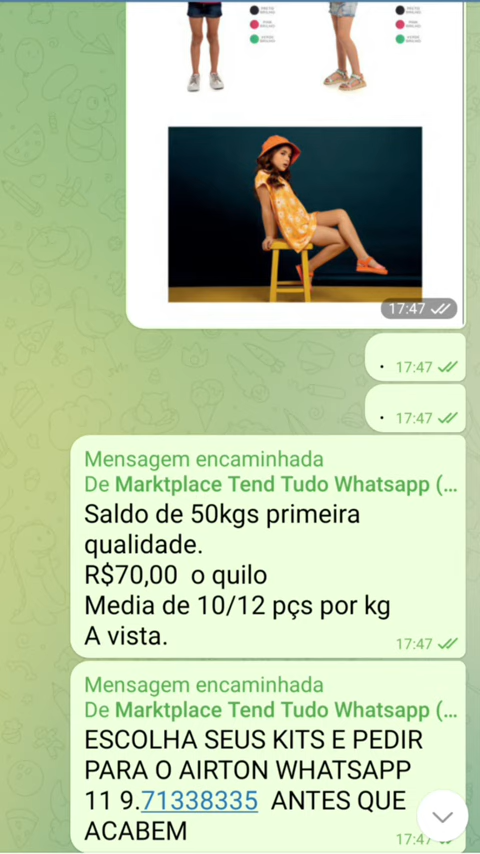 17:47
. 17:47
. 17:47
Mensagem encaminhada
De Marktplace Tend Tudo Whatsapp (...
Saldo de 50kgs primeira
qualidade.
R$70,00 o quilo
Media de 10/12 pçs por kg
A vista.
17:47
Mensagem encaminhada
De Marktplace Tend Tudo Whatsapp (...
ESCOLHA SEUS KITS E PEDIR
PARA O AIRTON WHATSAPP
11 9.71338335 ANTES QUE
ACABEM
17:47